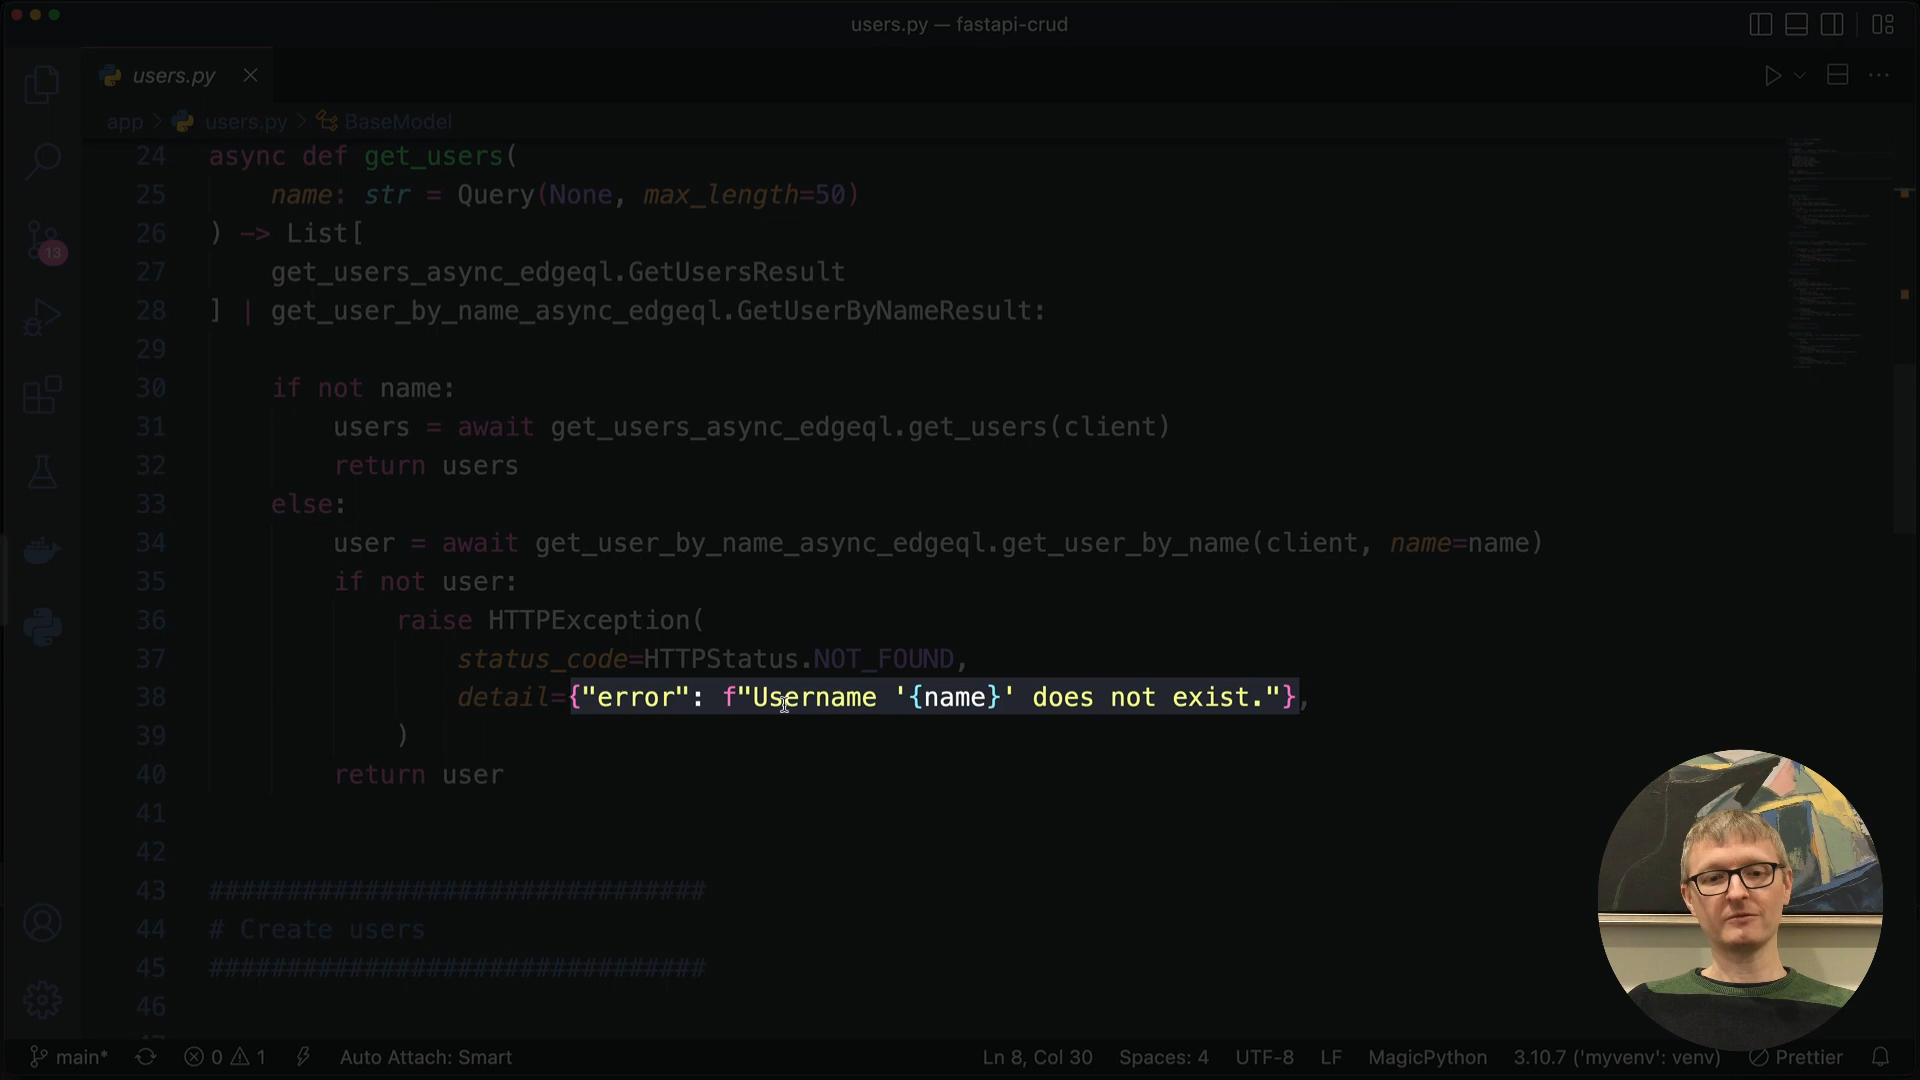 users.py — fastapi-crud
users.py
app > users.py > BaseModel
24 async def get_users(
25 name: str = Query(None, max_length=50)
26 ) -> List[
27 get_users_async_edgeql.GetUsersResult
28 ] | get_user_by_name_async_edgeql.GetUserByNameResult:
29
30 if not name:
31 users = await get_users_async_edgeql.get_users(client)
32 return users
33 else:
34 user = await get_user_by_name_async_edgeql.get_user_by_name(client, name=name)
35 if not user:
36 raise HTTPException(
37 status_code=HTTPStatus.NOT_FOUND,
38 detail={"error": f"Username '{name}' does not exist."},
39 )
40 return user
41
42
43 ################################
44 # Create users
45 ################################
46
13
main* 0 1 Auto Attach: Smart Ln 8, Col 30 Spaces: 4 UTF-8 LF MagicPython 3.10.7 ('myvenv': venv) Prettier